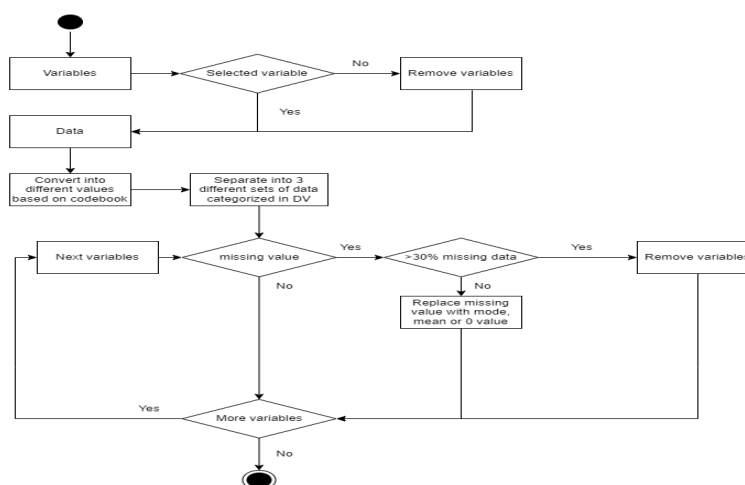 No
Variables
Selected variable
Remove variables
Yes
Data
Convert into
different values
based on codebook
Separate into 3
different sets of data
categorized in DV
Yes
Yes
Next variables
missing value
>30% missing data
Remove variables
No
No
Replace missing
value with mode,
mean or 0 value
Yes
More variables
No